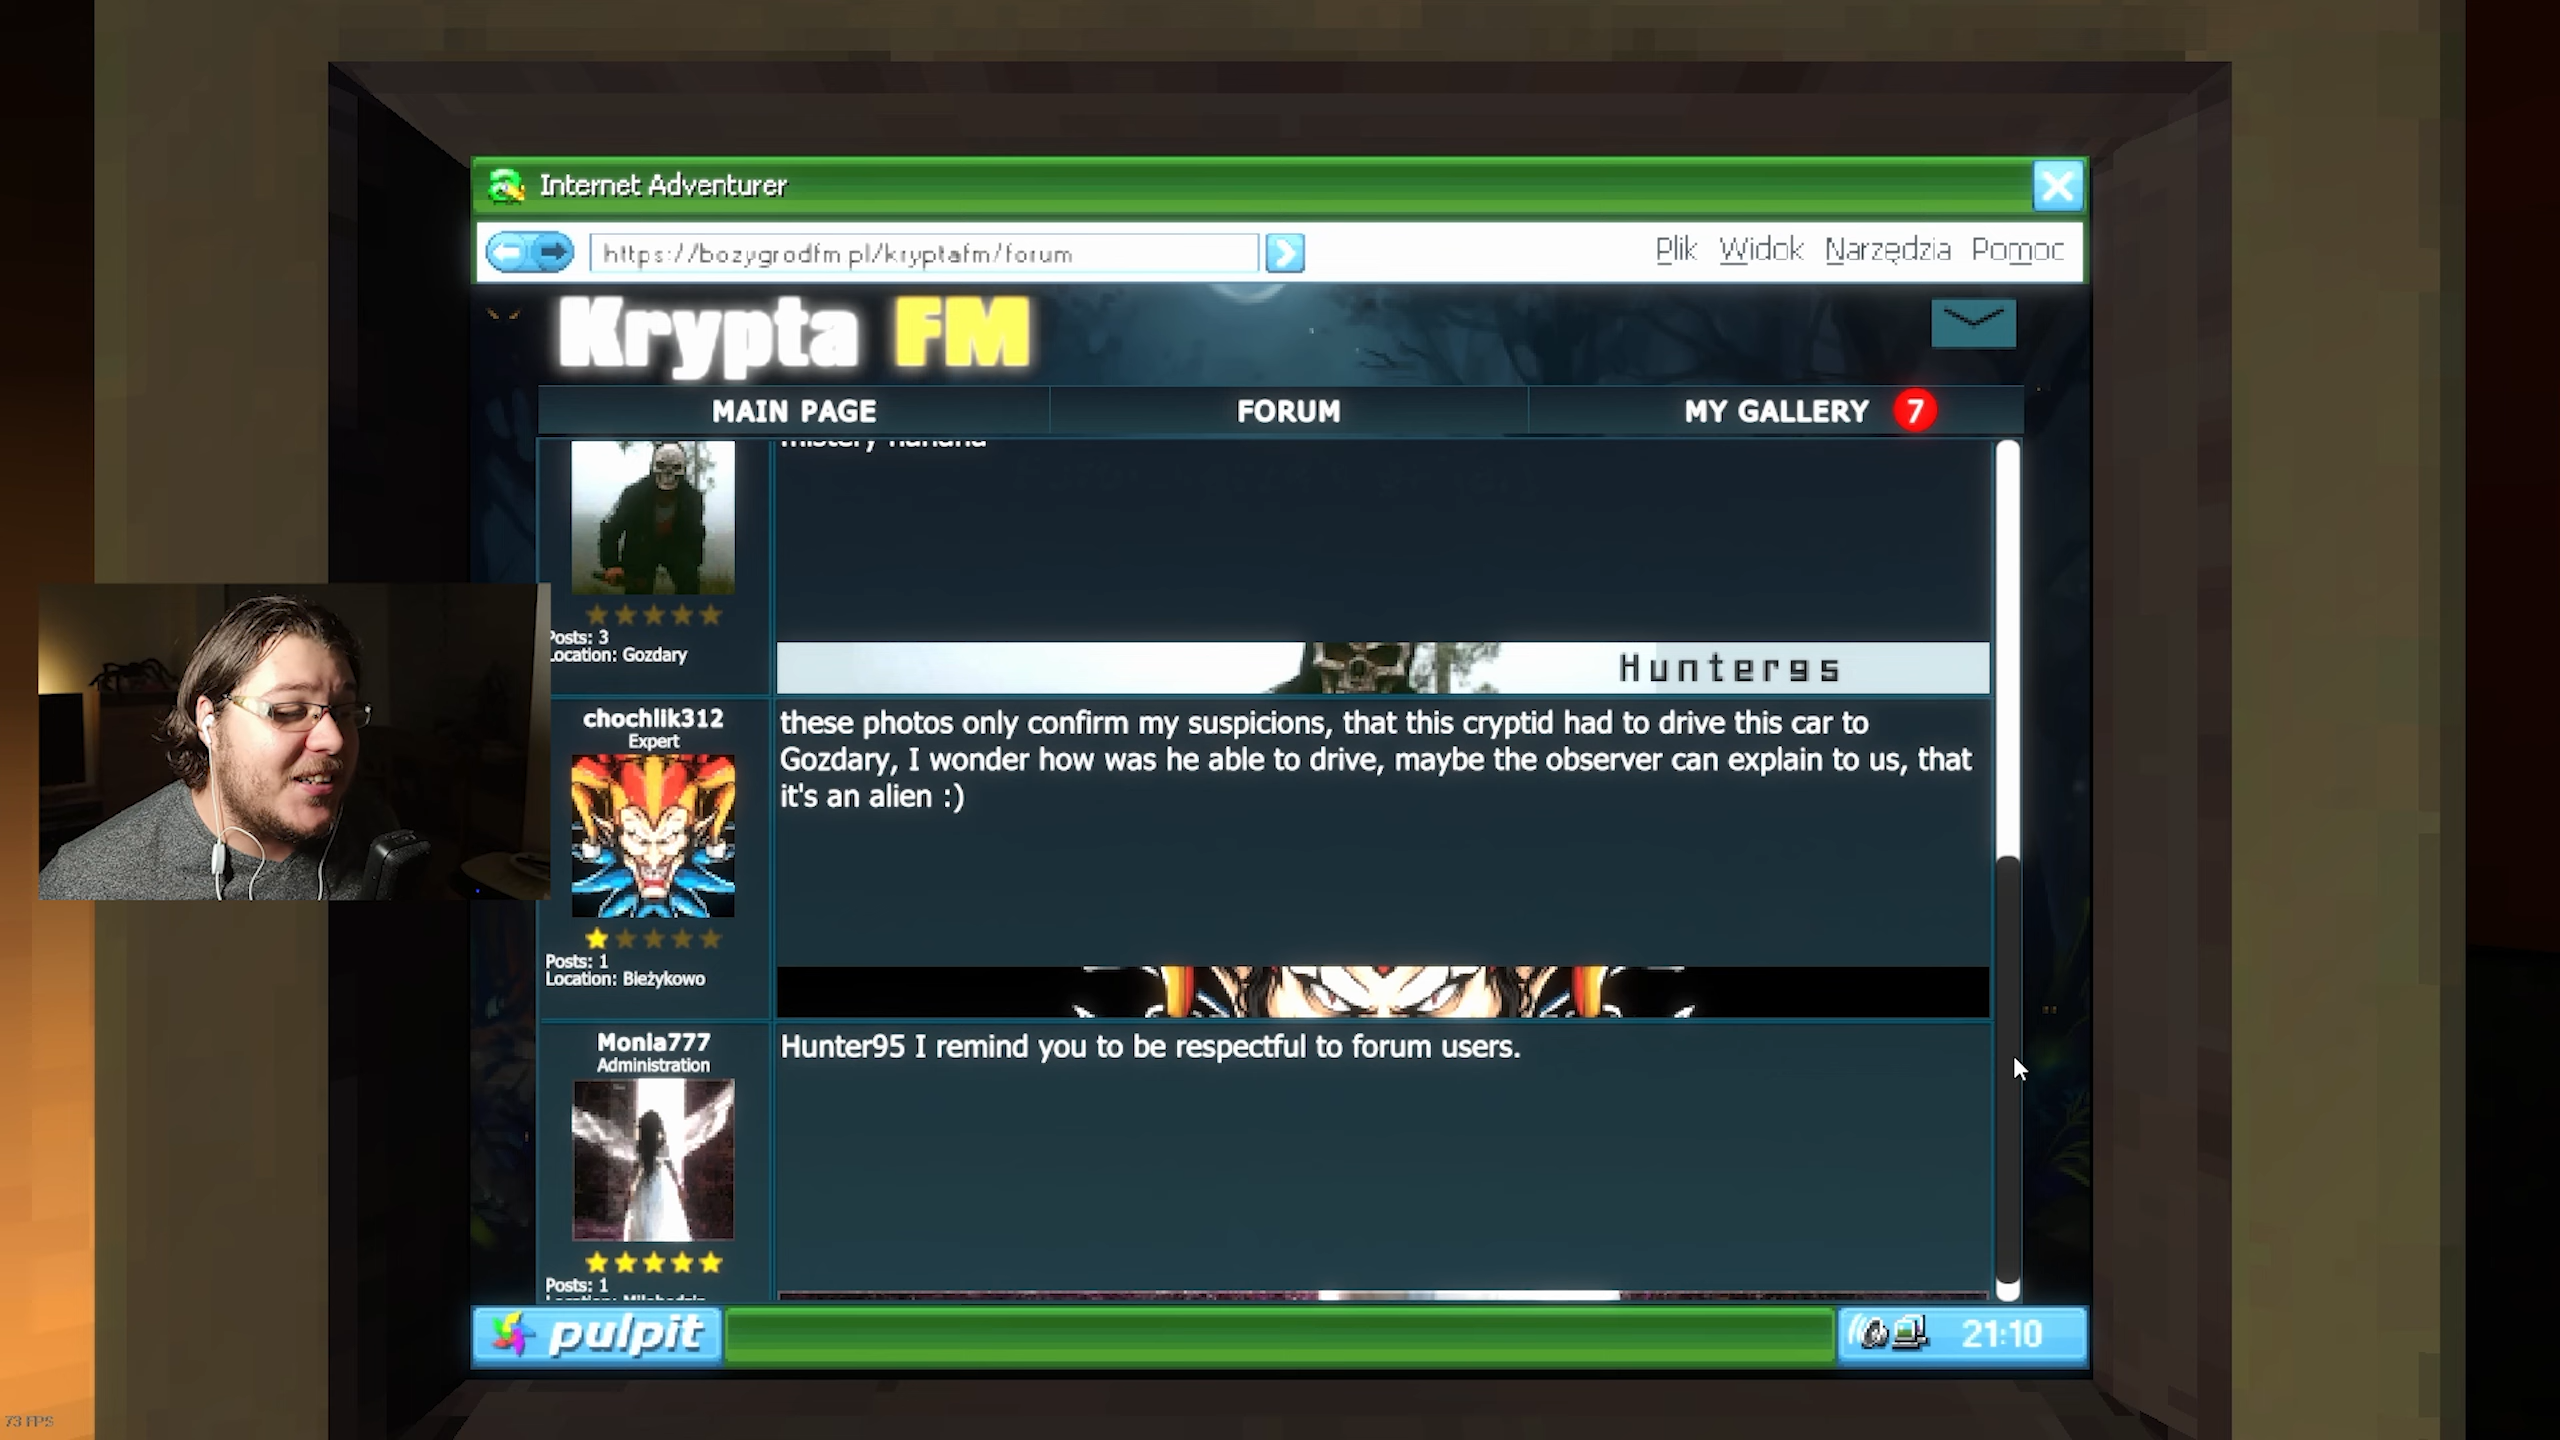 Internet Adventurer
https://bozygrodfm.pl/kryptafm/forum
Plik Widok Narzędzia Pomoc
Krypta FM
MAIN PAGE
FORUM
MY GALLERY 7
Posts: 3
Location: Gozdary
Hunter95
chochlik312
Expert
these photos only confirm my suspicions, that this cryptid had to drive this car to
Gozdary, I wonder how was he able to drive, maybe the observer can explain to us, that
it's an alien :)
Posts: 1
Location: Bieżykowo
Monia777
Administration
Hunter95 I remind you to be respectful to forum users.
Posts: 1
pulpit
21:10
73 FPS